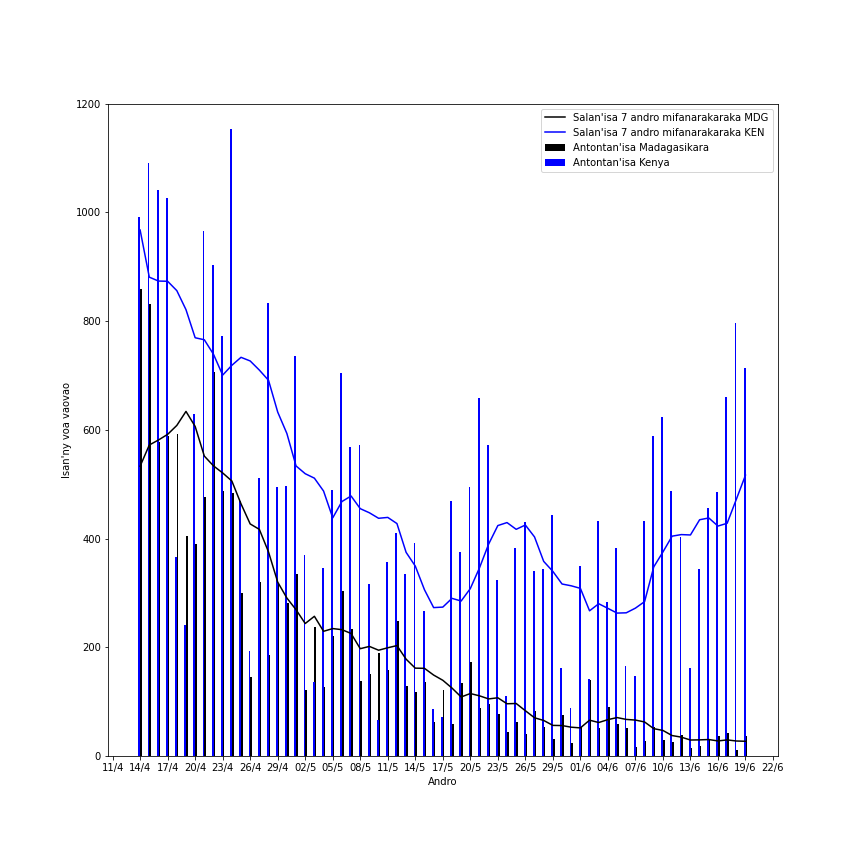 1200
1000
800
600
400
200
0
Isan'ny voa vaovao
Salan'isa 7 andro mifanarakaraka MDG
Salan'isa 7 andro mifanarakaraka KEN
Antontan'isa Madagasikara
Antontan'isa Kenya
11/4 14/4 17/4 20/4 23/4 26/4 29/4 02/5 05/5 08/5 11/5 14/5 17/5 20/5 23/5 26/5 29/5 01/6 04/6 07/6 10/6 13/6 16/6 19/6 22/6
Andro